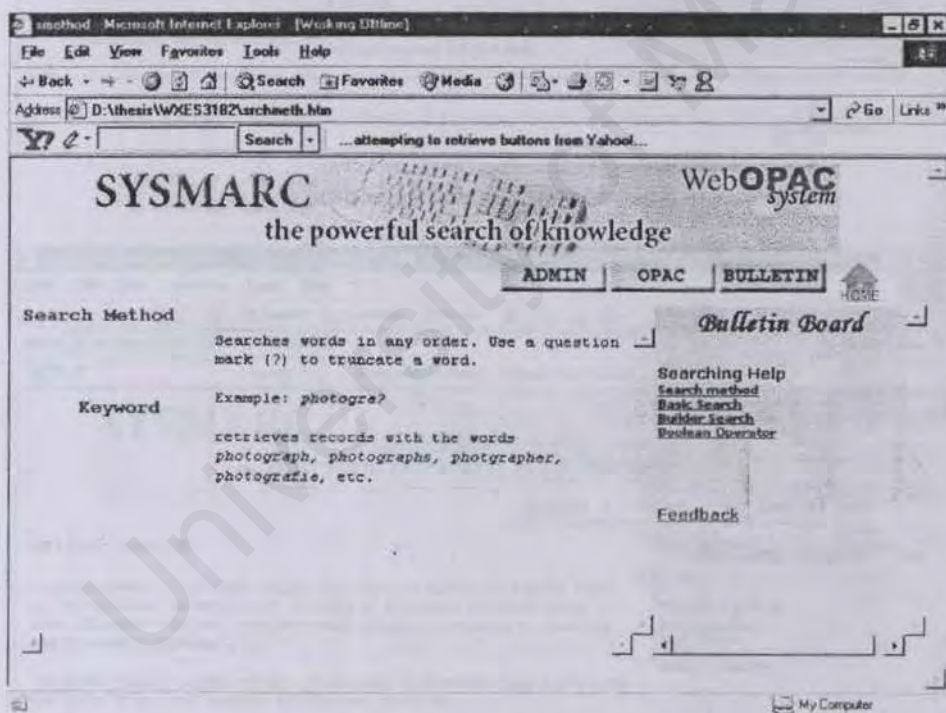 smethod - Microsoft Internet Explorer - [Working Offline]
File Edit View Favorites Tools Help
Back Search Favorites Media
Address D:\thesis\WXES3182\srchmeth.htm Go Links »
Y? Search ...attempting to retrieve buttons from Yahoo!...
SYSMARC
WebOPAC
system
the powerful search of knowledge
ADMIN OPAC BULLETIN
HOME
Search Method
Searches words in any order. Use a question
mark (?) to truncate a word.
Keyword
Example: photogra?
retrieves records with the words
photograph, photographs, photgrapher,
photografie, etc.
Bulletin Board
Searching Help
Search method
Basic Search
Builder Search
Boolean Operator
Feedback
My Computer
University of Ma